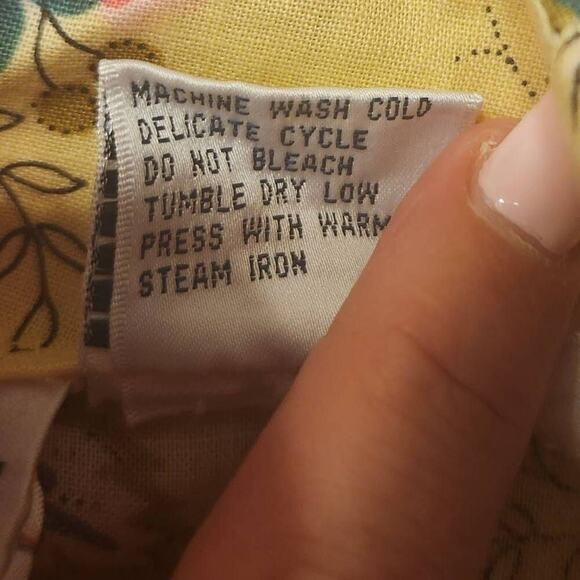 MACHINE WASH COLD
DELICATE CYCLE
DO NOT BLEACH
TUMBLE DRY LOW
PRESS WITH WARM
STEAM IRON